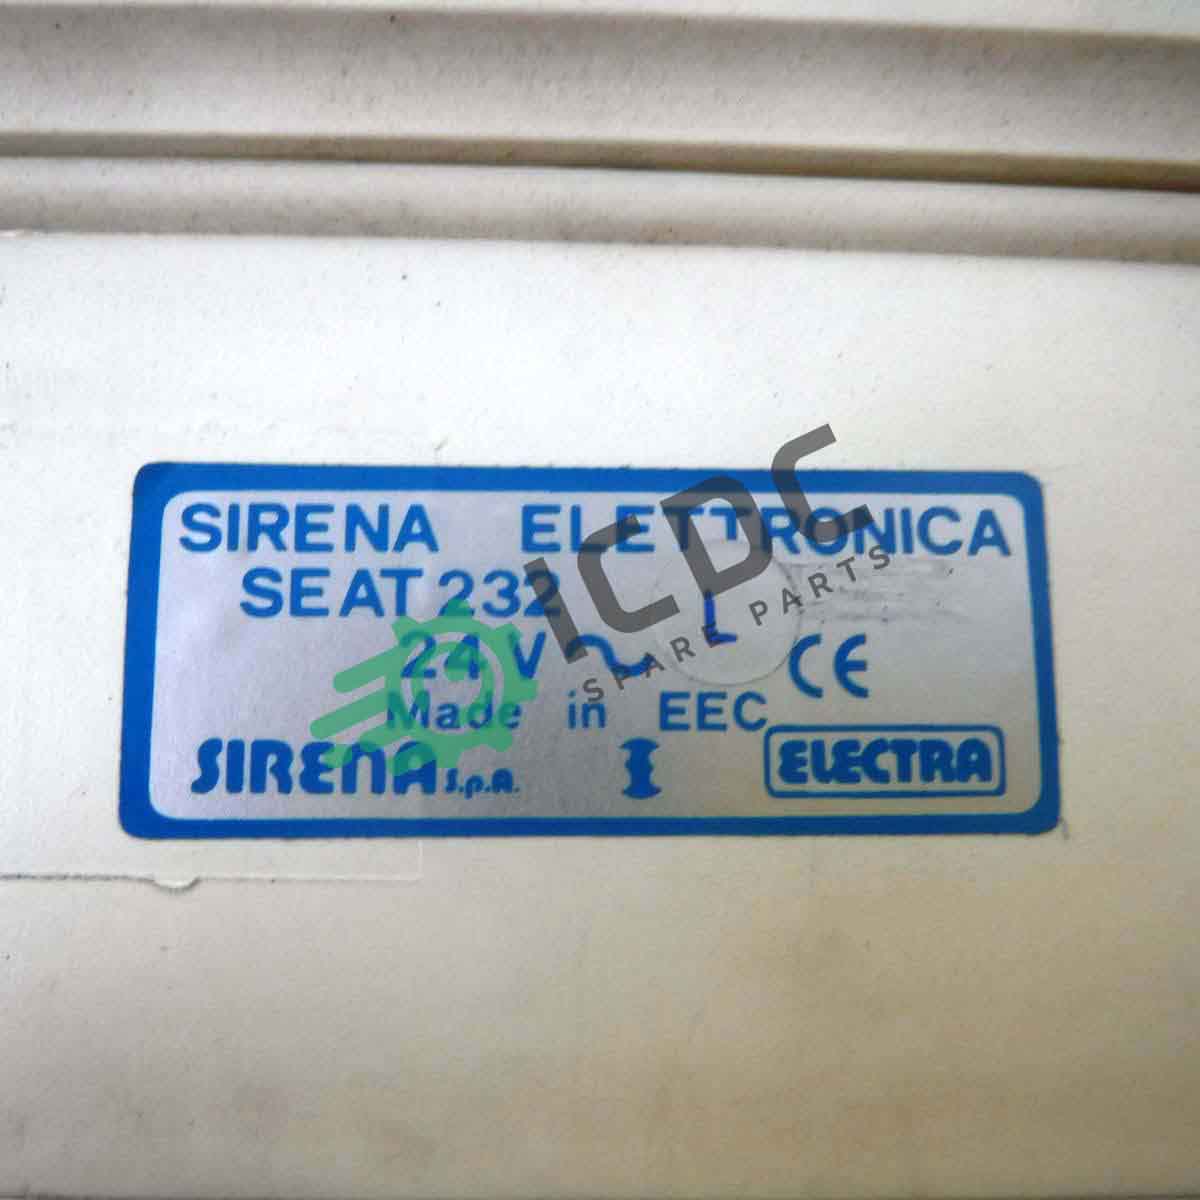 SIRENA ELETTRONICA
SEAT 232
24 V ~ L
Made in EEC CE
SIRENA S.p.A. ELECTRA
ICDC
SPARE PARTS